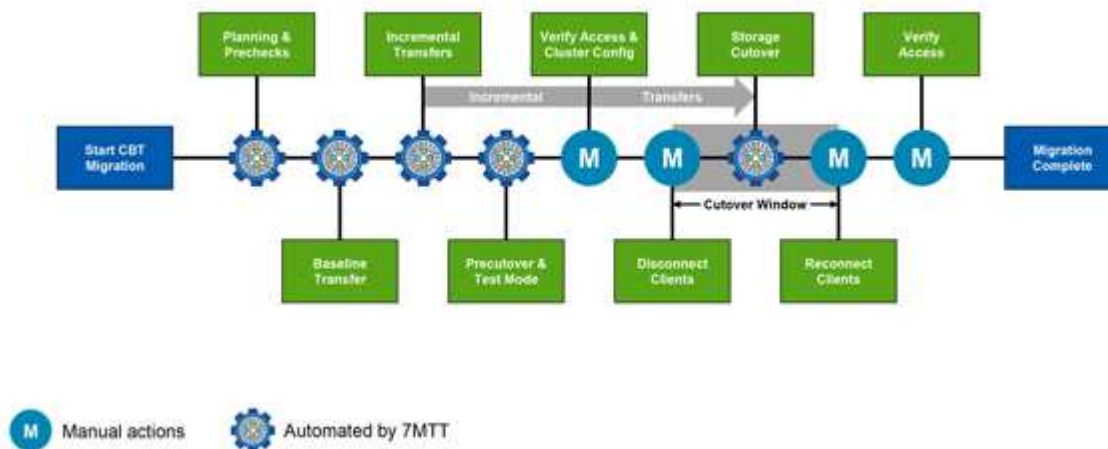 Planning &
Prechecks
Incremental
Transfers
Verify Access &
Cluster Config
Storage
Cutover
Verify
Access
Incremental
Transfers
Start CBT
Migration
M
M
M
M
Migration
Complete
Cutover Window
Baseline
Transfer
Precutover &
Test Mode
Disconnect
Clients
Reconnect
Clients
M
Manual actions
Automated by 7MTT